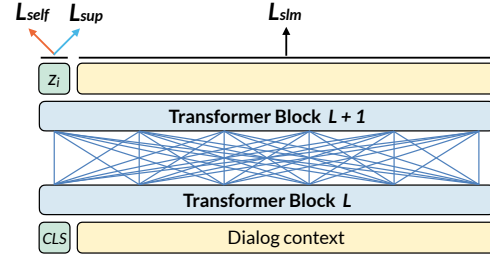 Lself Lsup Lslm
zi
Transformer Block L + 1
Transformer Block L
CLS Dialog context